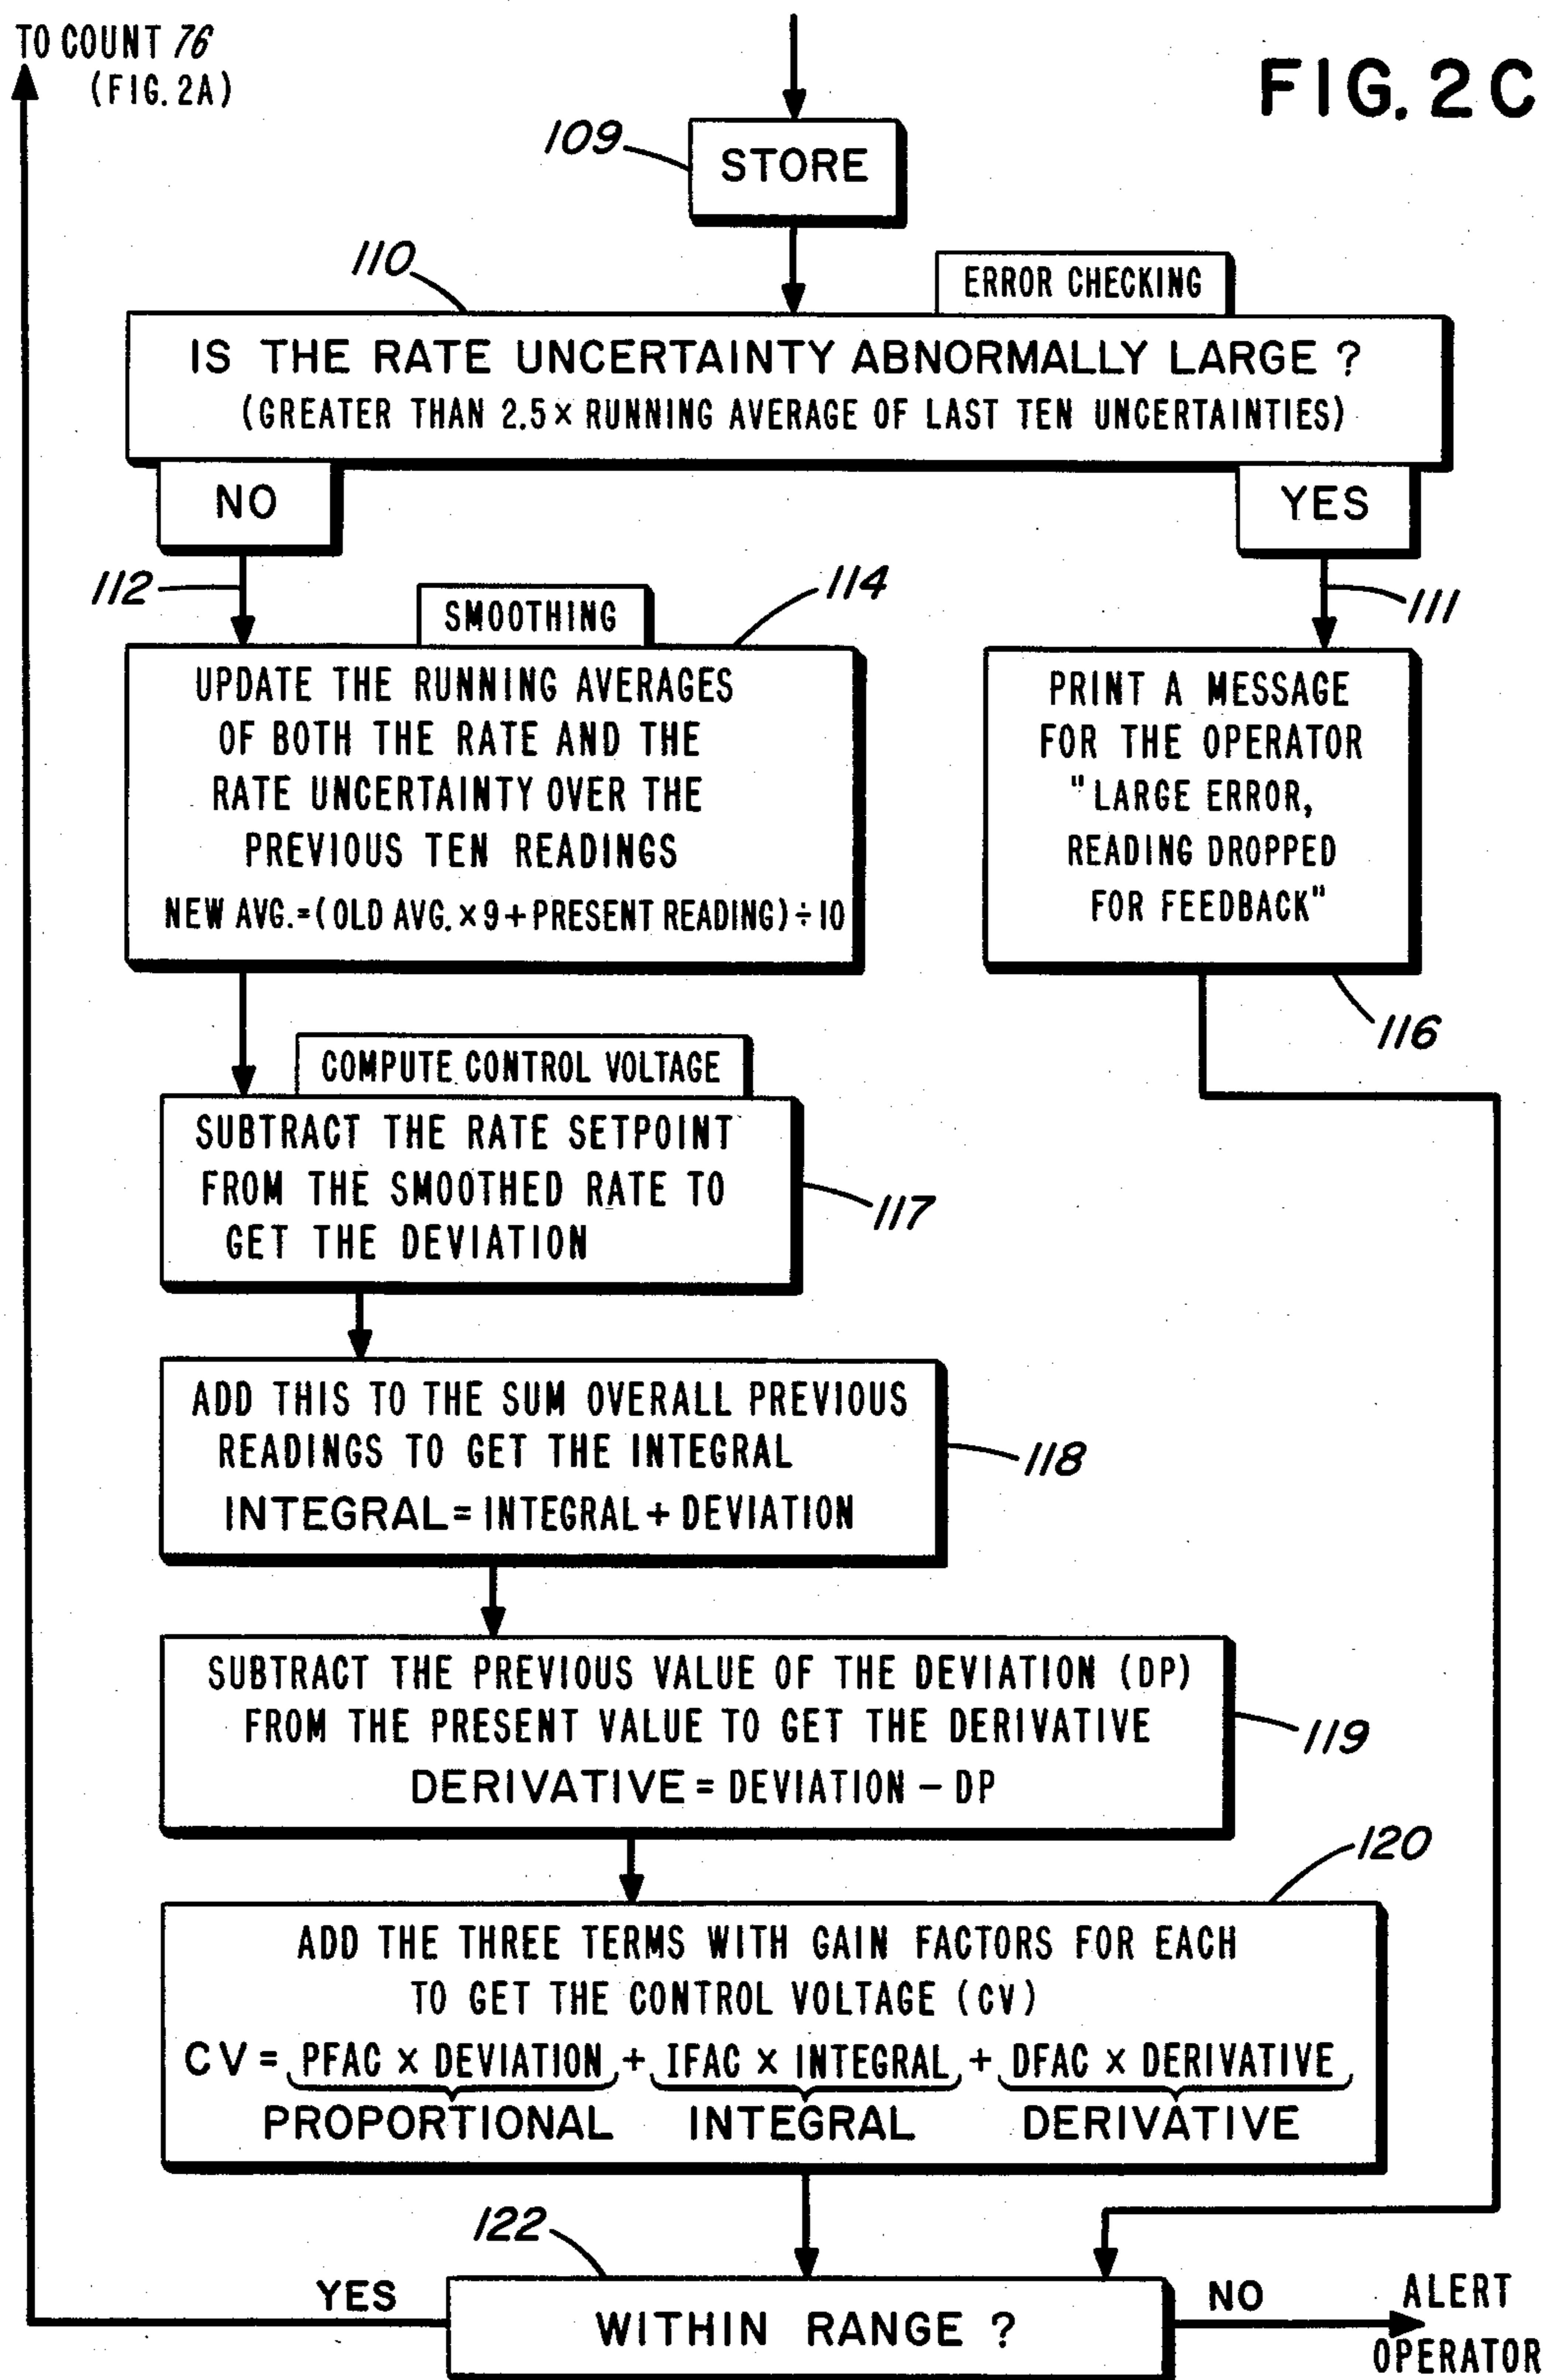 TO COUNT 76
(FIG. 2A)
FIG. 2C
109
STORE
110
ERROR CHECKING
IS THE RATE UNCERTAINTY ABNORMALLY LARGE ?
(GREATER THAN 2.5 × RUNNING AVERAGE OF LAST TEN UNCERTAINTIES)
NO
YES
112
111
SMOOTHING
114
UPDATE THE RUNNING AVERAGES
OF BOTH THE RATE AND THE
RATE UNCERTAINTY OVER THE
PREVIOUS TEN READINGS
NEW AVG. = (OLD AVG. × 9 + PRESENT READING) ÷ 10
PRINT A MESSAGE
FOR THE OPERATOR
"LARGE ERROR,
READING DROPPED
FOR FEEDBACK"
116
COMPUTE CONTROL VOLTAGE
SUBTRACT THE RATE SETPOINT
FROM THE SMOOTHED RATE TO
GET THE DEVIATION
117
ADD THIS TO THE SUM OVERALL PREVIOUS
READINGS TO GET THE INTEGRAL
INTEGRAL = INTEGRAL + DEVIATION
118
SUBTRACT THE PREVIOUS VALUE OF THE DEVIATION (DP)
FROM THE PRESENT VALUE TO GET THE DERIVATIVE
DERIVATIVE = DEVIATION − DP
119
120
ADD THE THREE TERMS WITH GAIN FACTORS FOR EACH
TO GET THE CONTROL VOLTAGE (CV)
CV = PFAC × DEVIATION + IFAC × INTEGRAL + DFAC × DERIVATIVE
PROPORTIONAL INTEGRAL DERIVATIVE
122
YES
WITHIN RANGE ?
NO
ALERT
OPERATOR